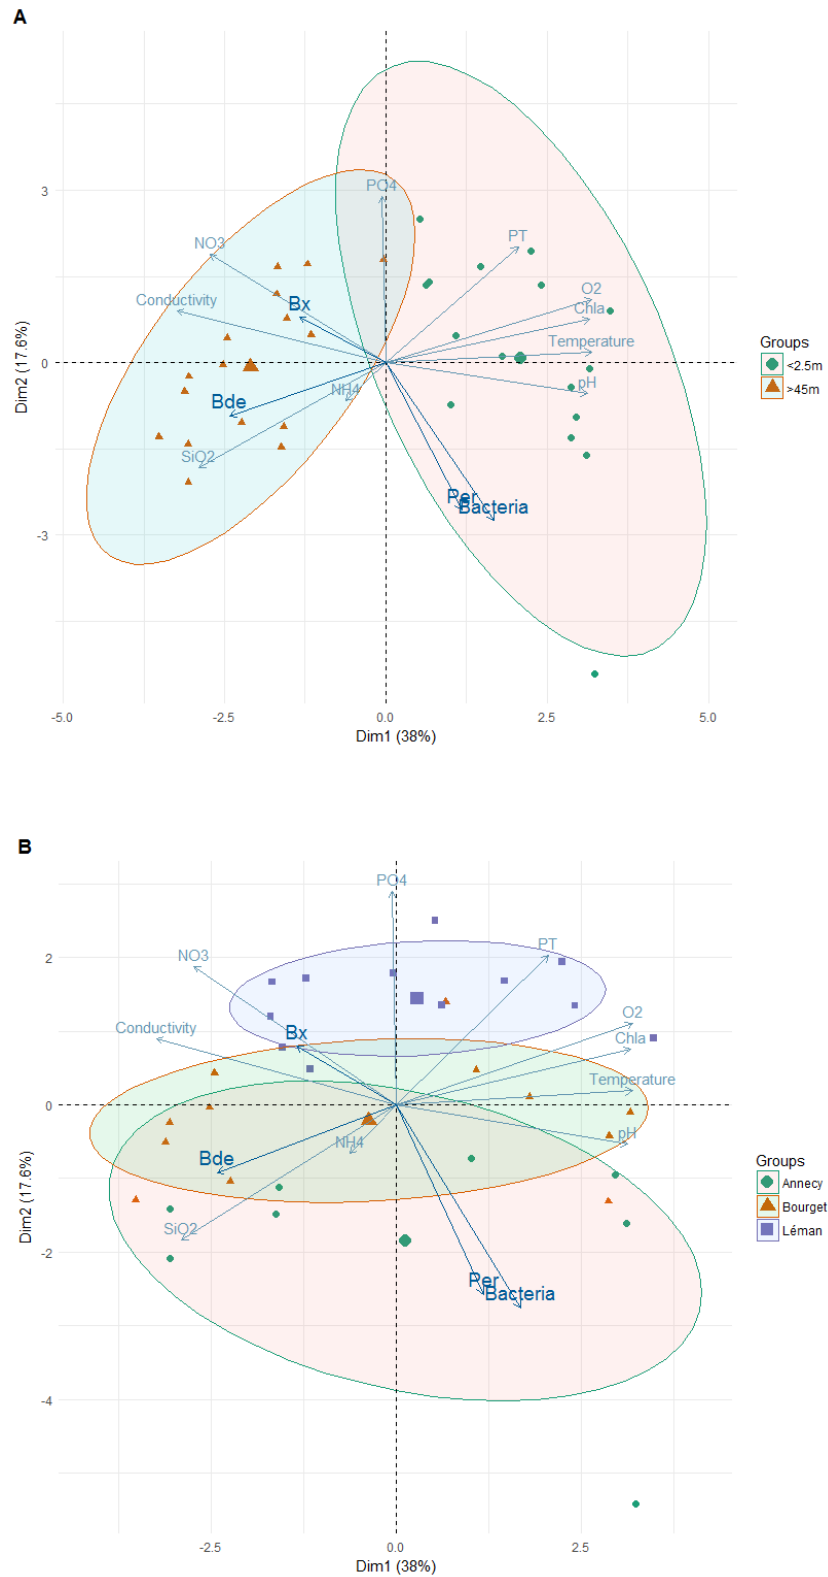 A
PO4
NO3
PT
O2
Conductivity
Bx
Chla
Temperature
NH4
pH
Bde
SiO2
Per
Bacteria
3
0
-3
Dim2 (17.6%)
-5.0
-2.5
0.0
2.5
5.0
Dim1 (38%)
Groups
<2.5m
>45m
B
PO4
NO3
PT
O2
Conductivity
Bx
Chla
Temperature
NH4
pH
Bde
SiO2
Per
Bacteria
2
0
-2
-4
Dim2 (17.6%)
-2.5
0.0
2.5
Dim1 (38%)
Groups
Annecy
Bourget
Léman